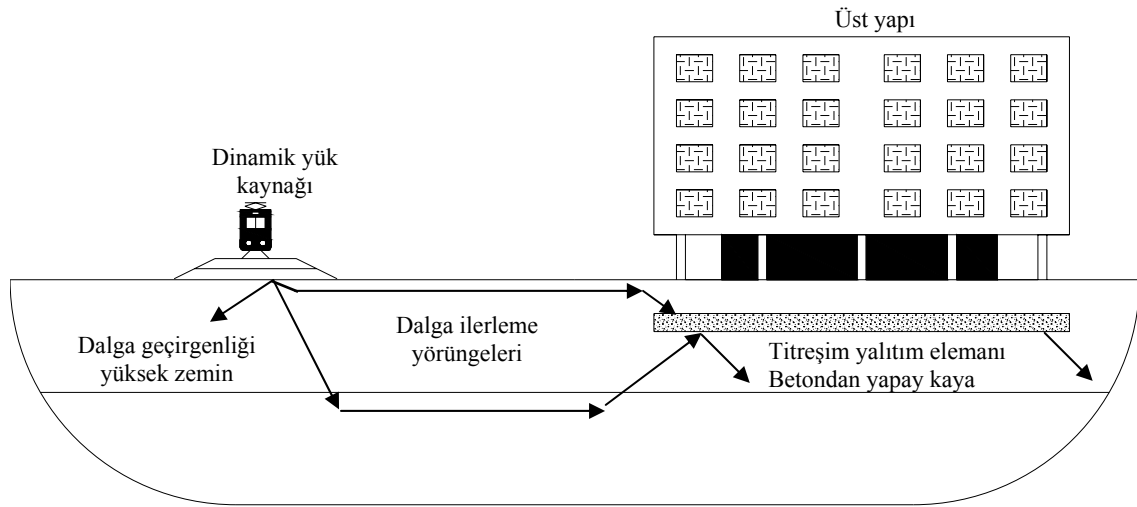 Üst yapı
Dinamik yük
kaynağı
Dalga geçirgenliği
yüksek zemin
Dalga ilerleme
yörüngeleri
Titreşim yalıtım elemanı
Betondan yapay kaya